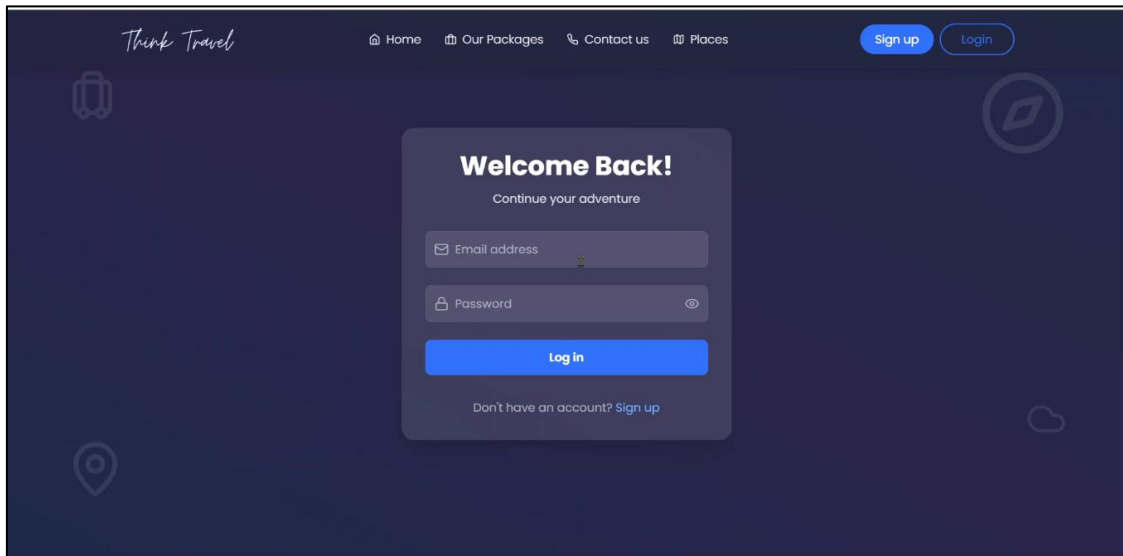 Think Travel
Home Our Packages Contact us Places
Sign up Login
Welcome Back!
Continue your adventure
Email address
Password
Log in
Don't have an account? Sign up